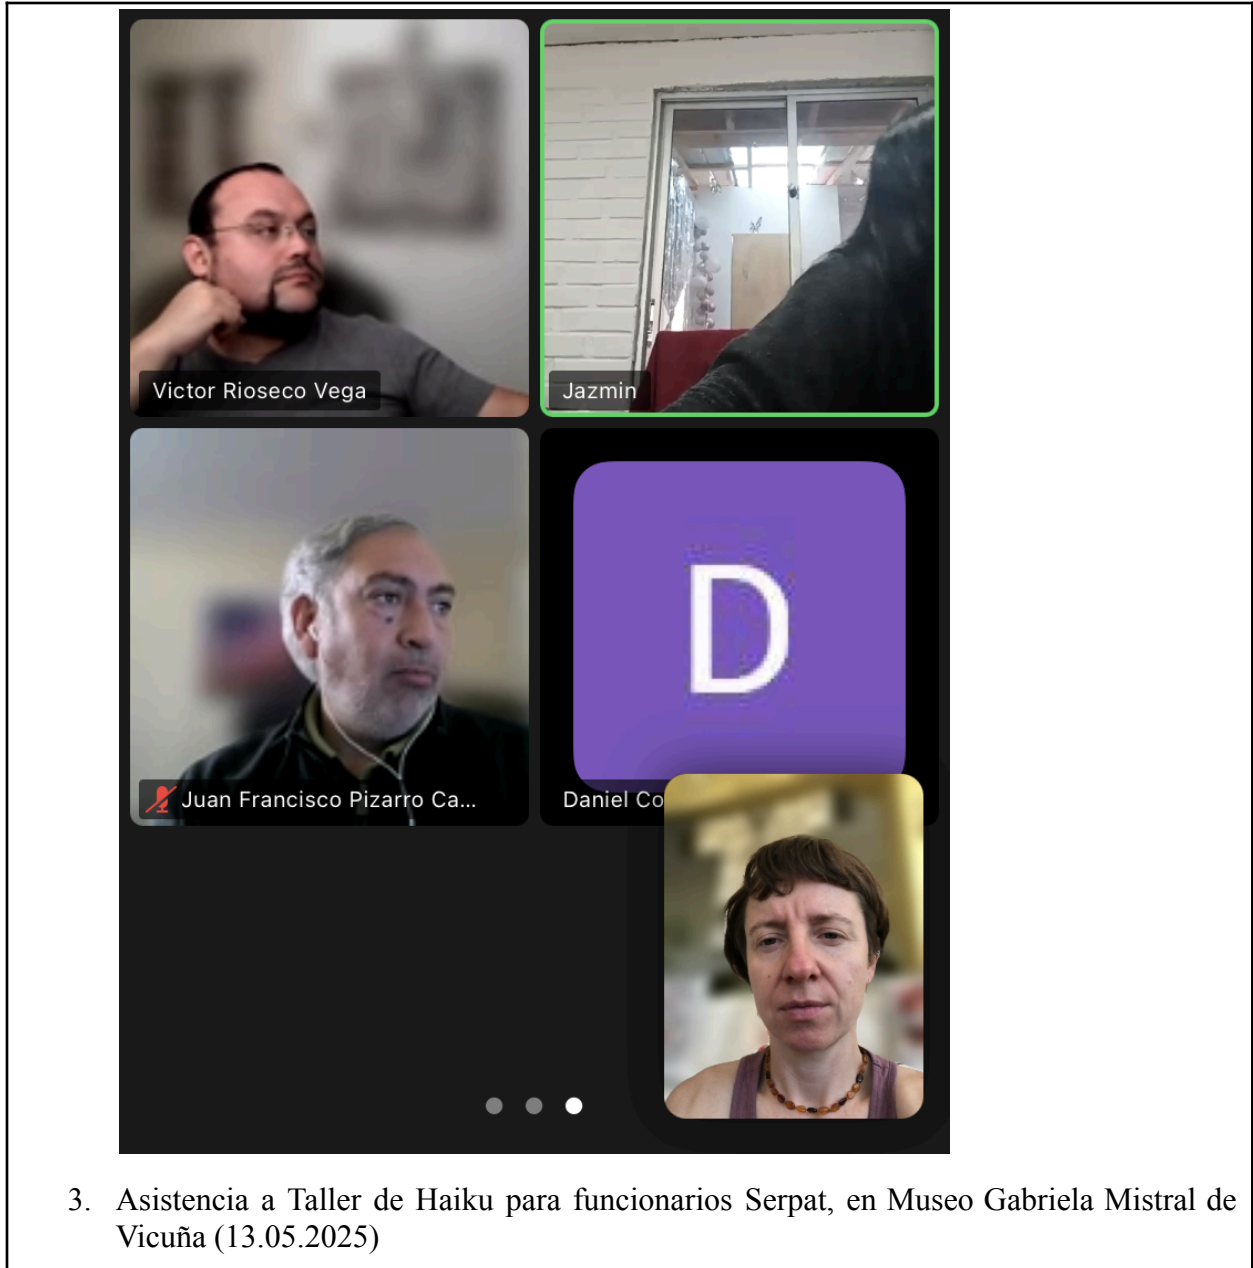 Victor Rioseco Vega
Jazmin
Juan Francisco Pizarro Ca...
D
Daniel Co
3. Asistencia a Taller de Haiku para funcionarios Serpat, en Museo Gabriela Mistral de
Vicuña (13.05.2025)